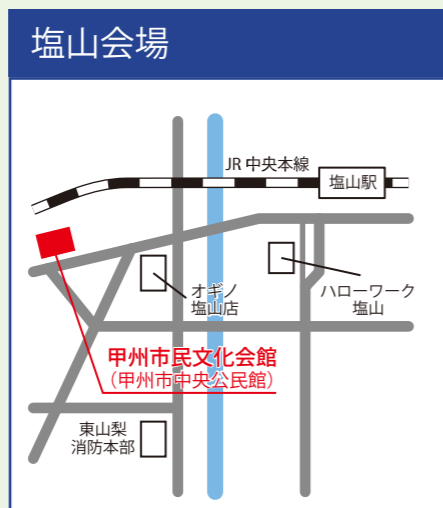 塩山会場
JR 中央本線
塩山駅
オギノ
塩山店
ハローワーク
塩山
甲州市民文化会館
（甲州市中央公民館）
東山梨
消防本部